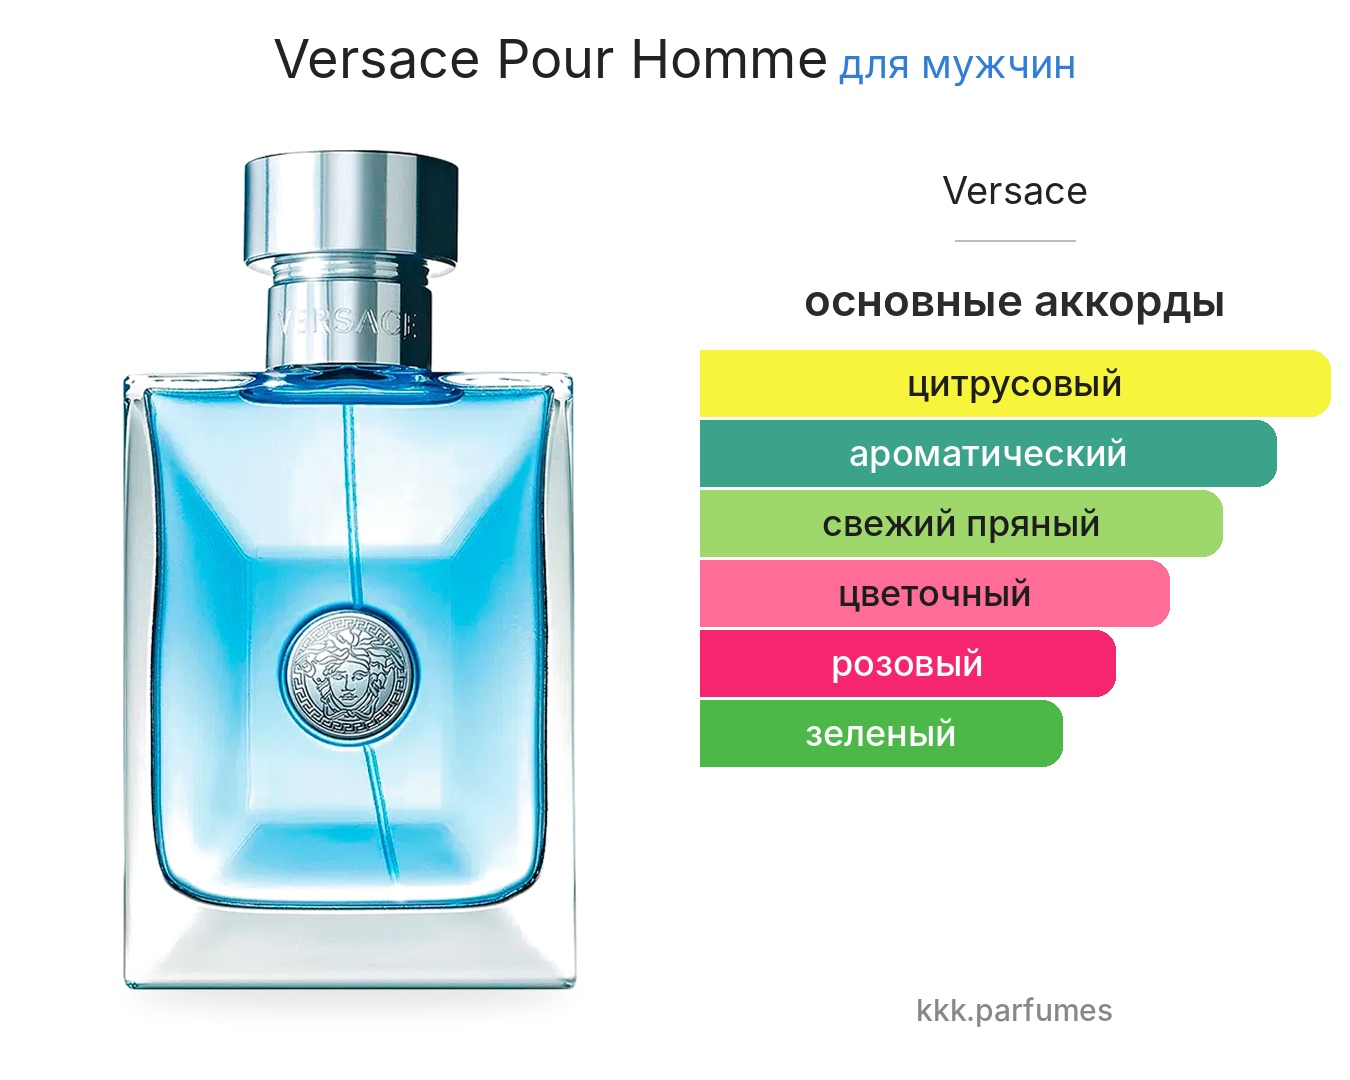 Versace Pour Homme для мужчин
VERSACE
Versace
основные аккорды
цитрусовый
ароматический
свежий пряный
цветочный
розовый
зеленый
kkk.parfumes